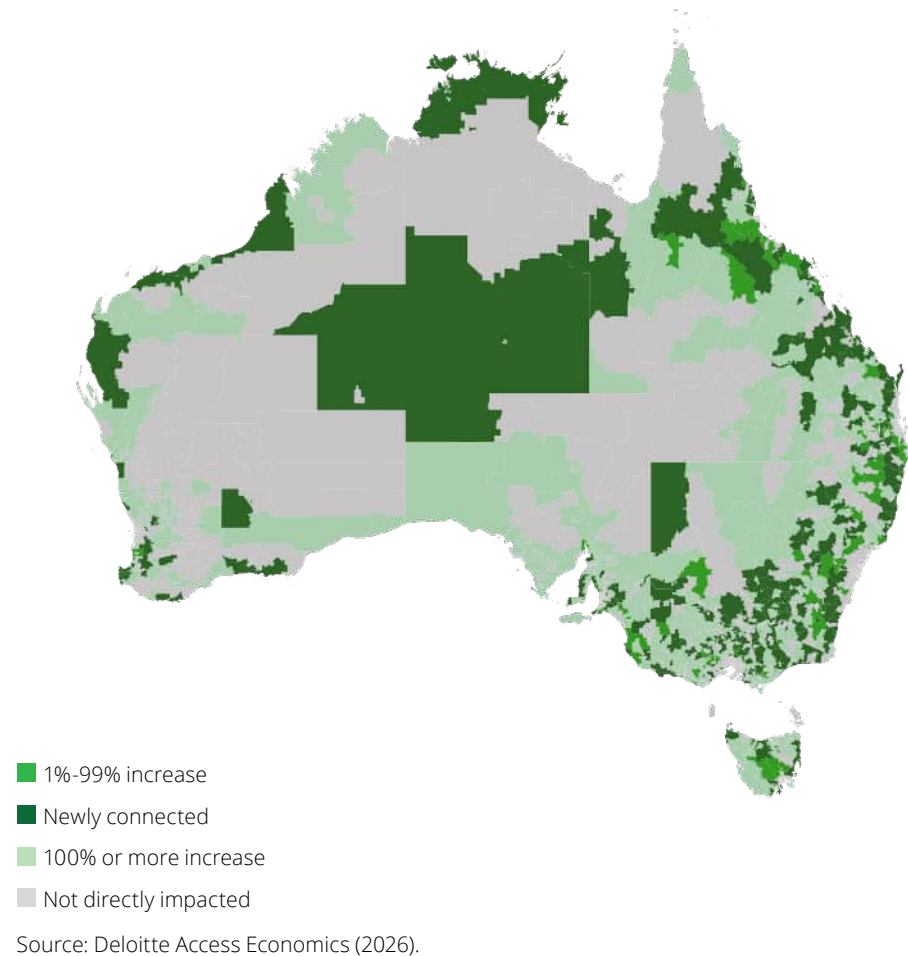 1%-99% increase
Newly connected
100% or more increase
Not directly impacted
Source: Deloitte Access Economics (2026).